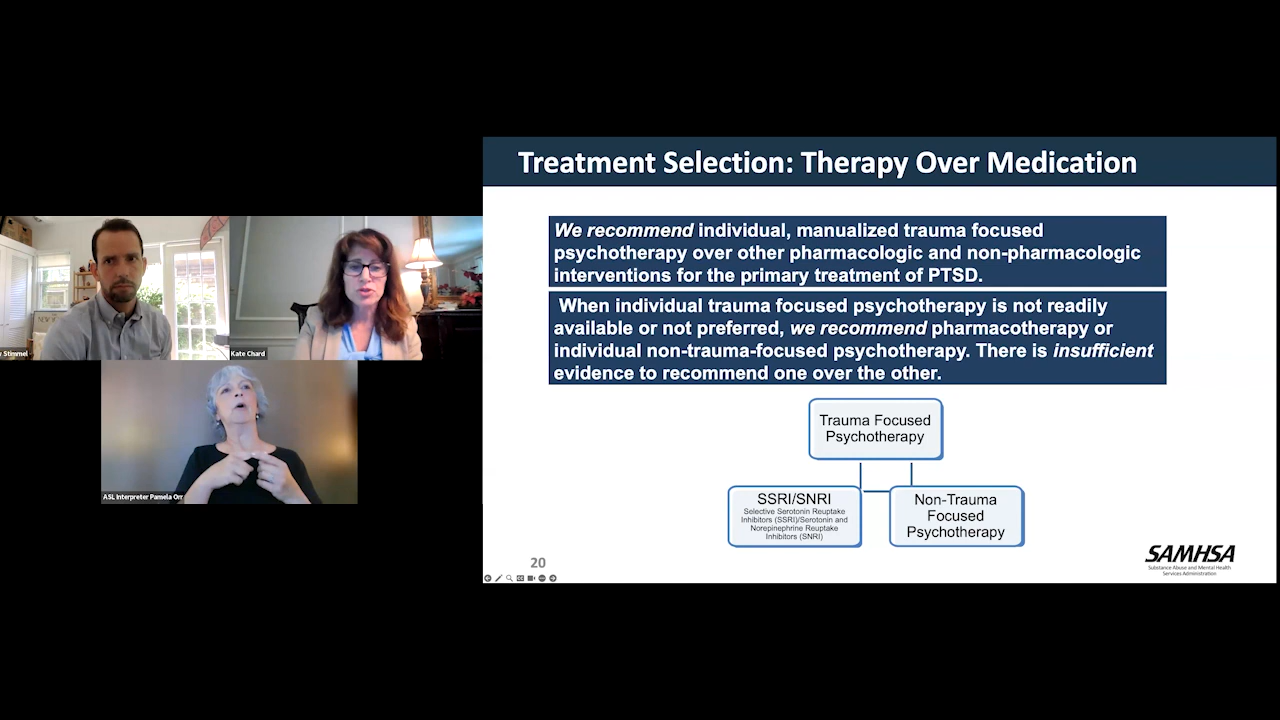 Treatment Selection: Therapy Over Medication
We recommend individual, manualized trauma focused
psychotherapy over other pharmacologic and non-pharmacologic
interventions for the primary treatment of PTSD.
When individual trauma focused psychotherapy is not readily
available or not preferred, we recommend pharmacotherapy or
individual non-trauma-focused psychotherapy. There is insufficient
evidence to recommend one over the other.
Trauma Focused
Psychotherapy
SSRI/SNRI
Selective Serotonin Reuptake
Inhibitors (SSRI)/Serotonin and
Norepinephrine Reuptake
Inhibitors (SNRI)
Non-Trauma
Focused
Psychotherapy
20
SAMHSA
Substance Abuse and Mental Health
Services Administration
Stimmel
Kate Chard
ASL Interpreter Pamela Orr